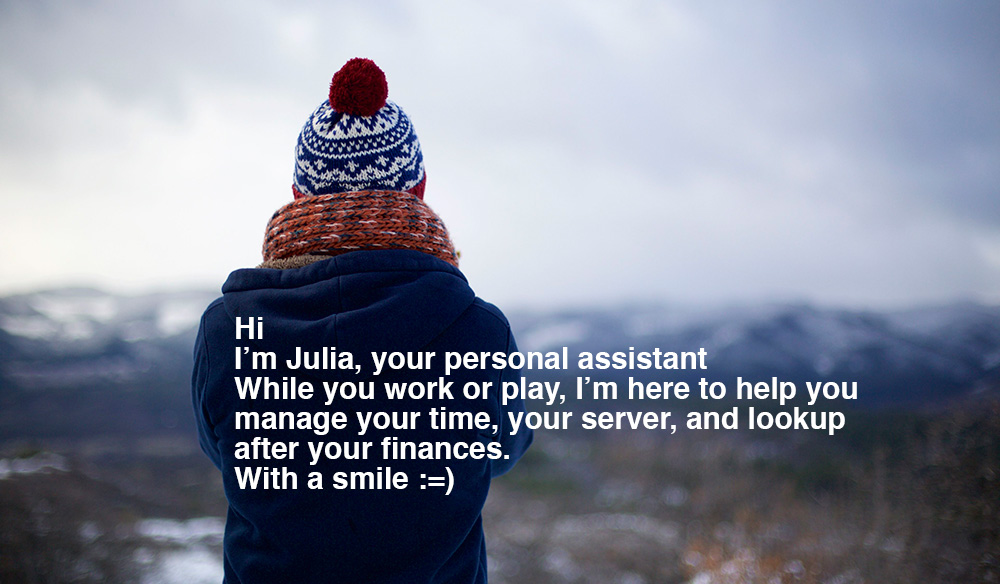 Hi
I’m Julia, your personal assistant
While you work or play, I’m here to help you
manage your time, your server, and lookup
after your finances.
With a smile :=)